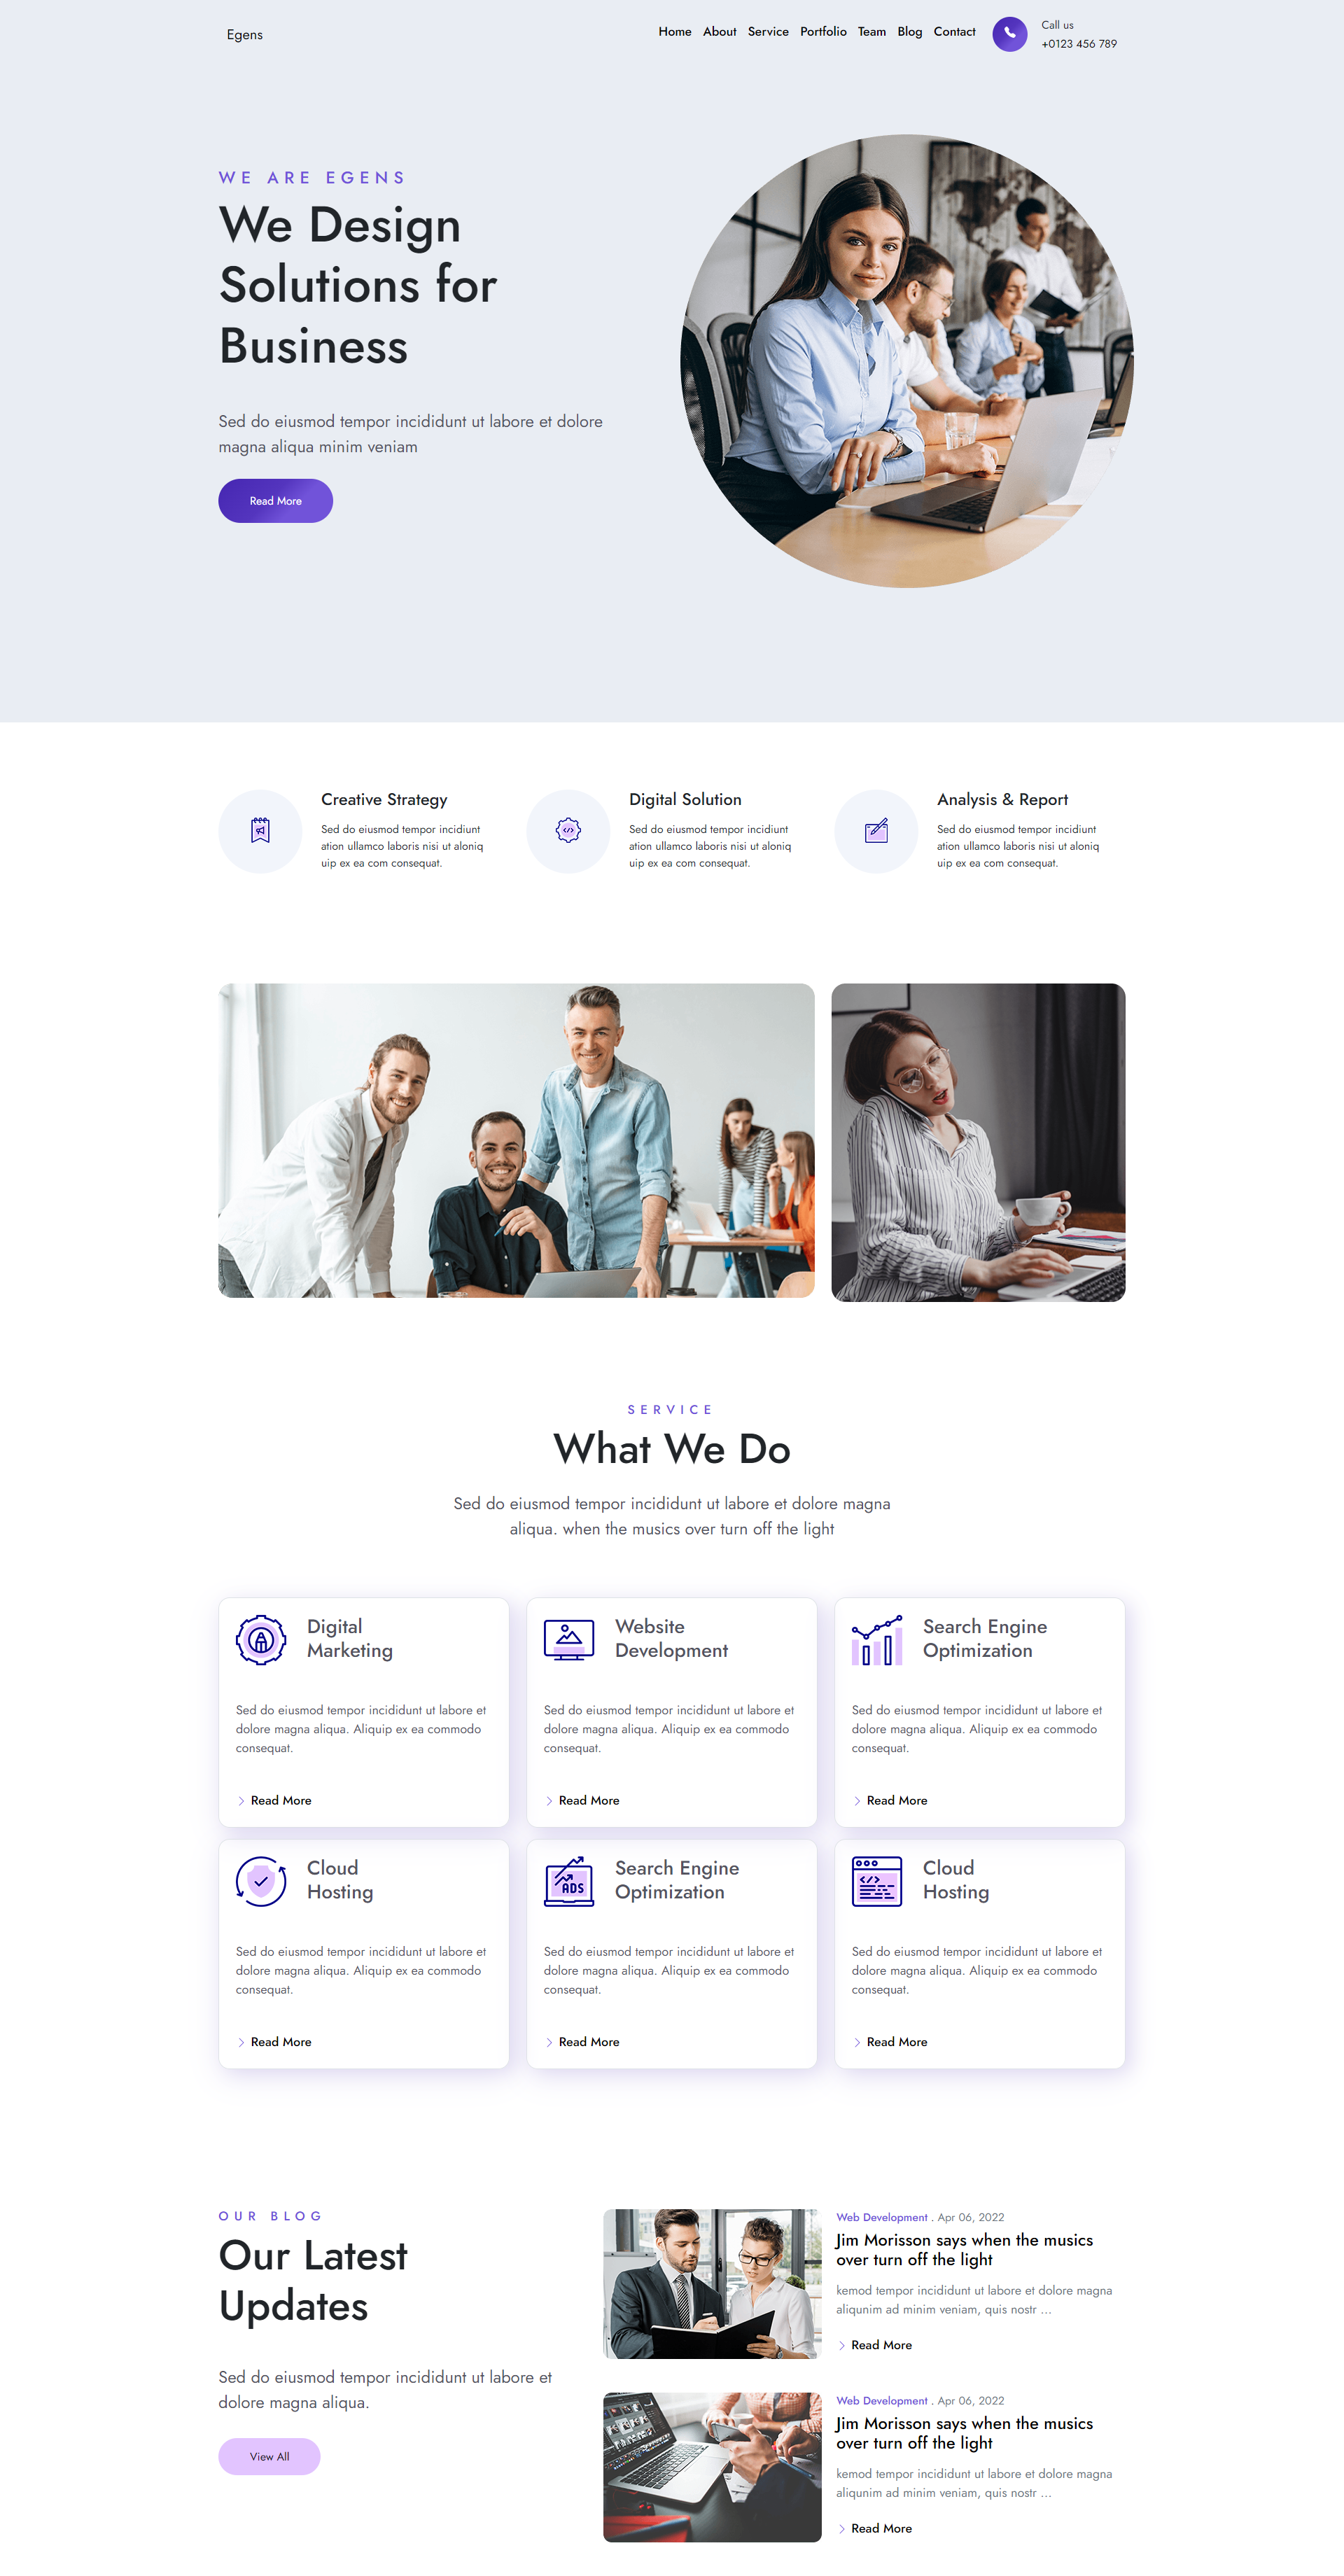 Egens
Home About Service Portfolio Team Blog Contact
Call us
+0123 456 789
WE ARE EGENS
We Design
Solutions for
Business
Sed do eiusmod tempor incididunt ut labore et dolore
magna aliqua minim veniam
Read More
Creative Strategy
Sed do eiusmod tempor incidiunt
ation ullamco laboris nisi ut aloniq
uip ex ea com consequat.
Digital Solution
Sed do eiusmod tempor incidiunt
ation ullamco laboris nisi ut aloniq
uip ex ea com consequat.
Analysis & Report
Sed do eiusmod tempor incidiunt
ation ullamco laboris nisi ut aloniq
uip ex ea com consequat.
SERVICE
What We Do
Sed do eiusmod tempor incididunt ut labore et dolore magna
aliqua. when the musics over turn off the light
Digital
Marketing
Sed do eiusmod tempor incididunt ut labore et
dolore magna aliqua. Aliquip ex ea commodo
consequat.
Read More
Website
Development
Sed do eiusmod tempor incididunt ut labore et
dolore magna aliqua. Aliquip ex ea commodo
consequat.
Read More
Search Engine
Optimization
Sed do eiusmod tempor incididunt ut labore et
dolore magna aliqua. Aliquip ex ea commodo
consequat.
Read More
Cloud
Hosting
Sed do eiusmod tempor incididunt ut labore et
dolore magna aliqua. Aliquip ex ea commodo
consequat.
Read More
ADS
Search Engine
Optimization
Sed do eiusmod tempor incididunt ut labore et
dolore magna aliqua. Aliquip ex ea commodo
consequat.
Read More
Cloud
Hosting
Sed do eiusmod tempor incididunt ut labore et
dolore magna aliqua. Aliquip ex ea commodo
consequat.
Read More
OUR BLOG
Our Latest
Updates
Sed do eiusmod tempor incididunt ut labore et
dolore magna aliqua.
View All
Web Development . Apr 06, 2022
Jim Morisson says when the musics
over turn off the light
kemod tempor incididunt ut labore et dolore magna
aliqunim ad minim veniam, quis nostr ...
Read More
Web Development . Apr 06, 2022
Jim Morisson says when the musics
over turn off the light
kemod tempor incididunt ut labore et dolore magna
aliqunim ad minim veniam, quis nostr ...
Read More